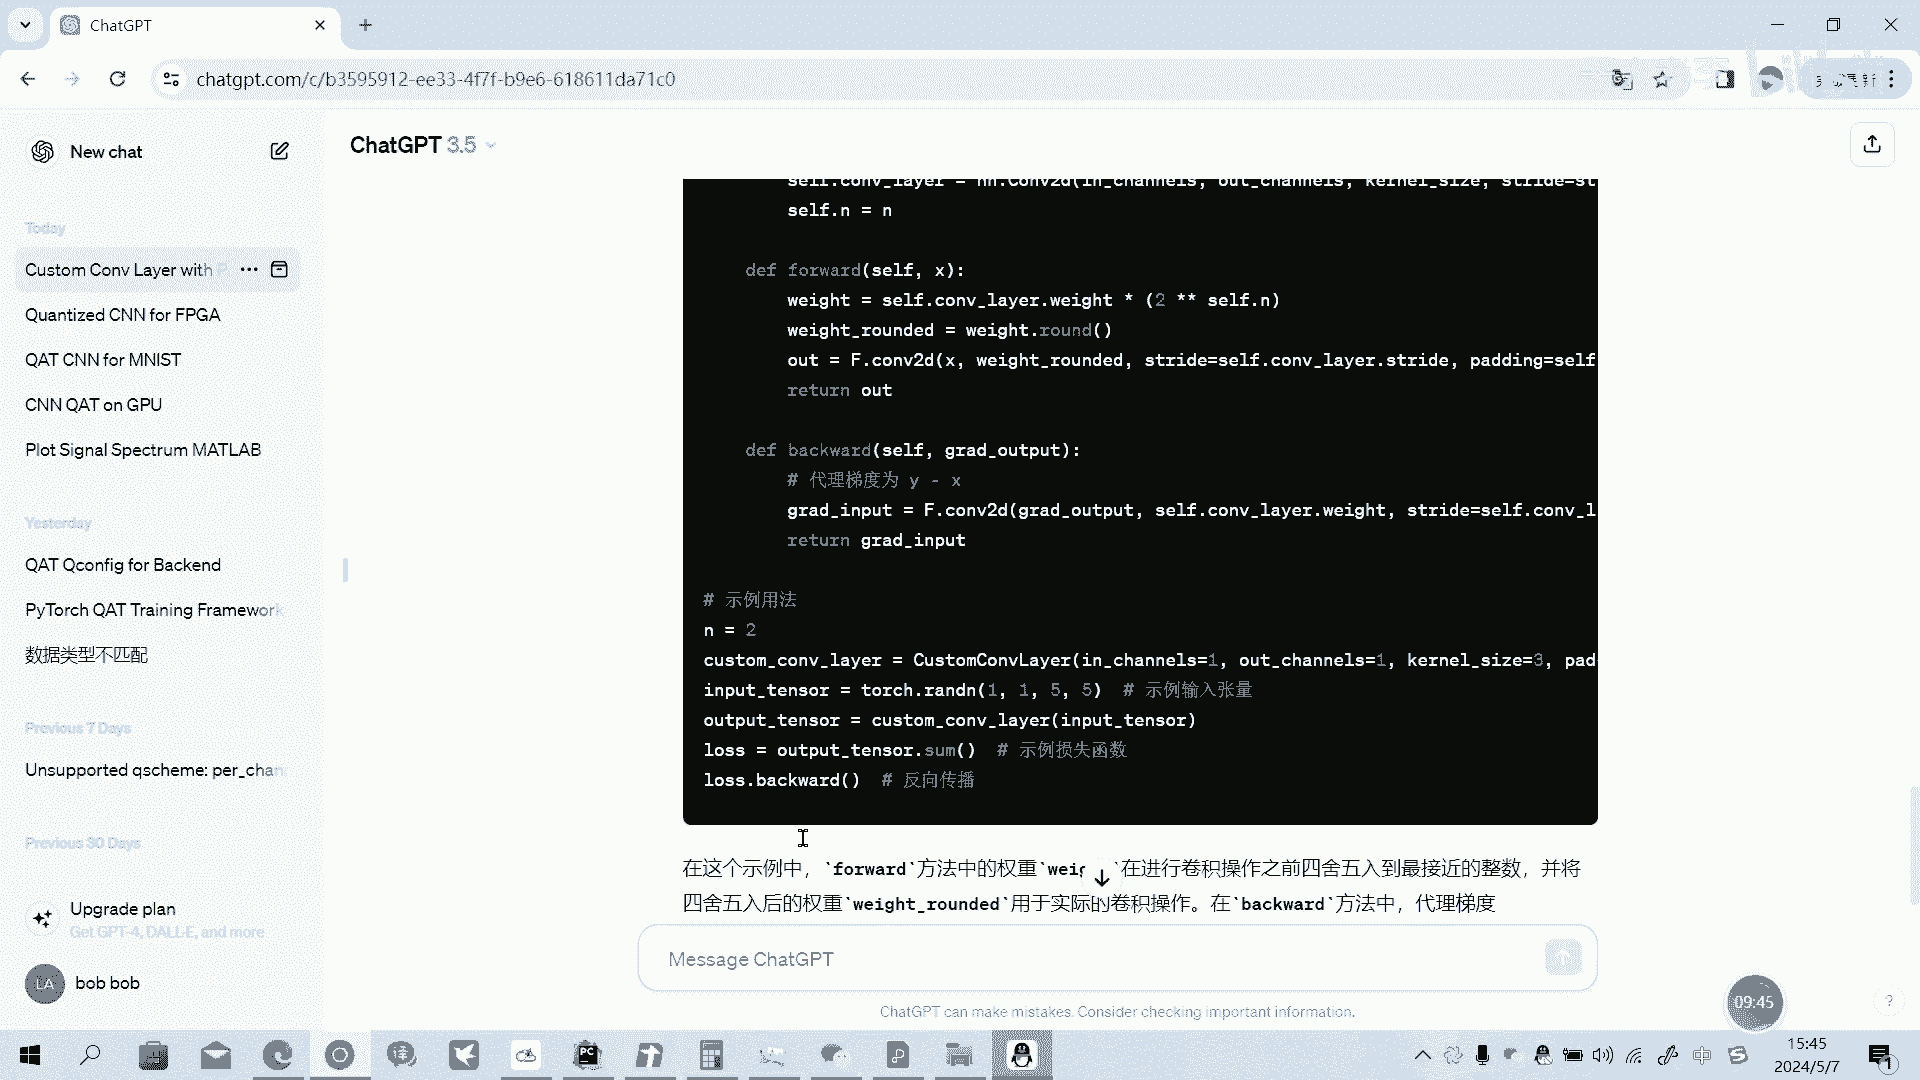 ChatGPT
chatgpt.com/c/b3595912-ee33-4f7f-b9e6-618611da71c0
New chat
ChatGPT 3.5
Today
Custom Conv Layer with
Quantized CNN for FPGA
QAT CNN for MNIST
CNN QAT on GPU
Plot Signal Spectrum MATLAB
Yesterday
QAT Qconfig for Backend
PyTorch QAT Training Framework
数据类型不匹配
Previous 7 Days
Unsupported qscheme: per_chan
Previous 30 Days
Upgrade plan
Get GPT-4, DALL·E, and more
LA
bob bob
self.conv_layer = nn.Conv2d(in_channels, out_channels, kernel_size, stride=st
self.n = n
def forward(self, x):
weight = self.conv_layer.weight * (2 ** self.n)
weight_rounded = weight.round()
out = F.conv2d(x, weight_rounded, stride=self.conv_layer.stride, padding=self
return out
def backward(self, grad_output):
# 代理梯度为 y - x
grad_input = F.conv2d(grad_output, self.conv_layer.weight, stride=self.conv_l
return grad_input
# 示例用法
n = 2
custom_conv_layer = CustomConvLayer(in_channels=1, out_channels=1, kernel_size=3, pad
input_tensor = torch.randn(1, 1, 5, 5)  # 示例输入张量
output_tensor = custom_conv_layer(input_tensor)
loss = output_tensor.sum()  # 示例损失函数
loss.backward()  # 反向传播
在这个示例中，`forward`方法中的权重`weig `在进行卷积操作之前四舍五入到最接近的整数，并将
四舍五入后的权重`weight_rounded`用于实际的卷积操作。在`backward`方法中，代理梯度
Message ChatGPT
ChatGPT can make mistakes. Consider checking important information.
09:45
?
PC
中
15:45
2024/5/7
1